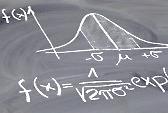 f(x)
-σ μ +σ
f(x) = 1/√2πσ² exp(